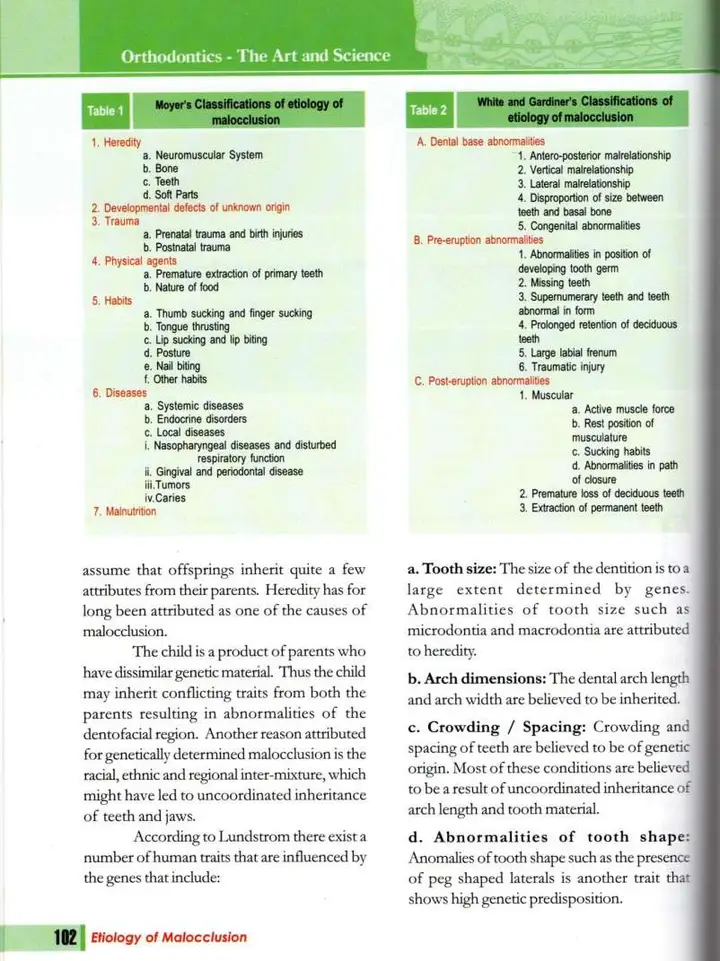 Orthodontics - The Art and Science
Table 1
Moyer's Classifications of etiology of
malocclusion
1. Heredity
a. Neuromuscular System
b. Bone
c. Teeth
d. Soft Parts
2. Developmental defects of unknown origin
3. Trauma
a. Prenatal trauma and birth injuries
b. Postnatal trauma
4. Physical agents
a. Premature extraction of primary teeth
b. Nature of food
5. Habits
a. Thumb sucking and finger sucking
b. Tongue thrusting
c. Lip sucking and lip biting
d. Posture
e. Nail biting
f. Other habits
6. Diseases
a. Systemic diseases
b. Endocrine disorders
c. Local diseases
i. Nasopharyngeal diseases and disturbed
respiratory function
ii. Gingival and periodontal disease
iii.Tumors
iv.Caries
7. Malnutrition
assume that offsprings inherit quite a few
attributes from their parents. Heredity has for
long been attributed as one of the causes of
malocclusion.
The child is a product of parents who
have dissimilar genetic material. Thus the child
may inherit conflicting traits from both the
parents resulting in abnormalities of the
dentofacial region. Another reason attributed
for genetically determined malocclusion is the
racial, ethnic and regional inter-mixture, which
might have led to uncoordinated inheritance
of teeth and jaws.
According to Lundstrom there exist a
number of human traits that are influenced by
the genes that include:
Table 2
White and Gardiner's Classifications of
etiology of malocclusion
A. Dental base abnormalities
1. Antero-posterior malrelationship
2. Vertical malrelationship
3. Lateral malrelationship
4. Disproportion of size between
teeth and basal bone
5. Congenital abnormalities
B. Pre-eruption abnormalities
1. Abnormalities in position of
developing tooth germ
2. Missing teeth
3. Supernumerary teeth and teeth
abnormal in form
4. Prolonged retention of deciduous
teeth
5. Large labial frenum
6. Traumatic injury
C. Post-eruption abnormalities
1. Muscular
a. Active muscle force
b. Rest position of
musculature
c. Sucking habits
d. Abnormalities in path
of closure
2. Premature loss of deciduous teeth
3. Extraction of permanent teeth
a. Tooth size: The size of the dentition is to a
large extent determined by genes.
Abnormalities of tooth size such as
microdontia and macrodontia are attributed
to heredity.
b. Arch dimensions: The dental arch length
and arch width are believed to be inherited.
c. Crowding / Spacing: Crowding and
spacing of teeth are believed to be of genetic
origin. Most of these conditions are believed
to be a result of uncoordinated inheritance of
arch length and tooth material.
d. Abnormalities of tooth shape:
Anomalies of tooth shape such as the presence
of peg shaped laterals is another trait that
shows high genetic predisposition.
102 Etiology of Malocclusion